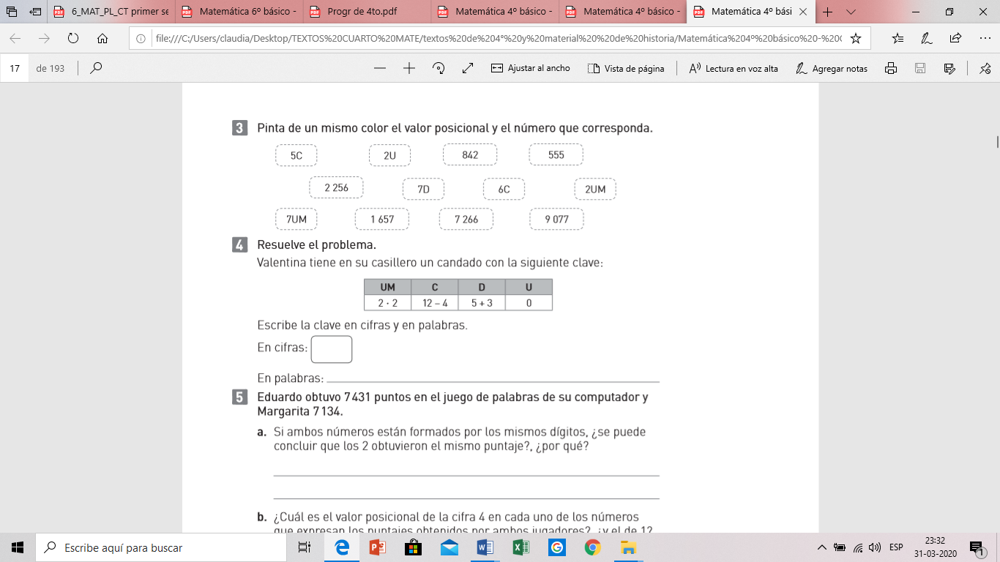 6_MAT_PL_CT primer se
Matemática 6º básico -
Progr de 4to.pdf
Matemática 4º básico -
Matemática 4º básico -
Matemática 4º bási
file:///C:/Users/claudia/Desktop/TEXTOS%20CUARTO%20MATE/textos%20de%204°%20y%20material%20%20de%20historia/Matemática%204º%20básico%20-%20C
17 de 193
Ajustar al ancho
Vista de página
Lectura en voz alta
Agregar notas
3 Pinta de un mismo color el valor posicional y el número que corresponda.
5C 2U 842 555
2 256 7D 6C 2UM
7UM 1 657 7 266 9 077
4 Resuelve el problema.
Valentina tiene en su casillero un candado con la siguiente clave:
UM C D U
2 · 2 12 – 4 5 + 3 0
Escribe la clave en cifras y en palabras.
En cifras:
En palabras:
5 Eduardo obtuvo 7 431 puntos en el juego de palabras de su computador y
Margarita 7 134.
a. Si ambos números están formados por los mismos dígitos, ¿se puede
concluir que los 2 obtuvieron el mismo puntaje?, ¿por qué?
b. ¿Cuál es el valor posicional de la cifra 4 en cada uno de los números
que expresan los puntajes obtenidos por ambos jugadores?, ¿y el de 1?
Escribe aquí para buscar
ESP
23:32
31-03-2020
1